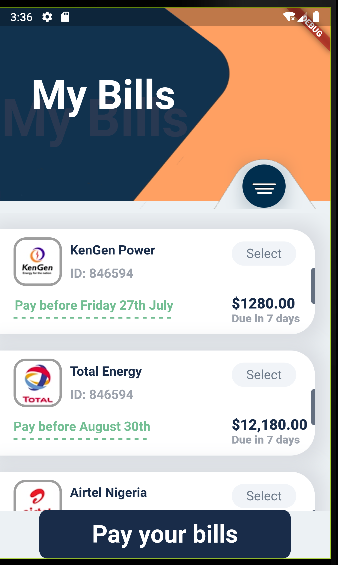 3:36
DEBUG
My Bills
My Bills
KenGen Power
Select
KenGen
Energy for the nation
ID: 846594
$1280.00
Pay before Friday 27th July
Due in 7 days
Total Energy
Select
TOTAL
ID: 846594
$12,180.00
Pay before August 30th
Due in 7 days
Airtel Nigeria
Select
airtel
Pay your bills